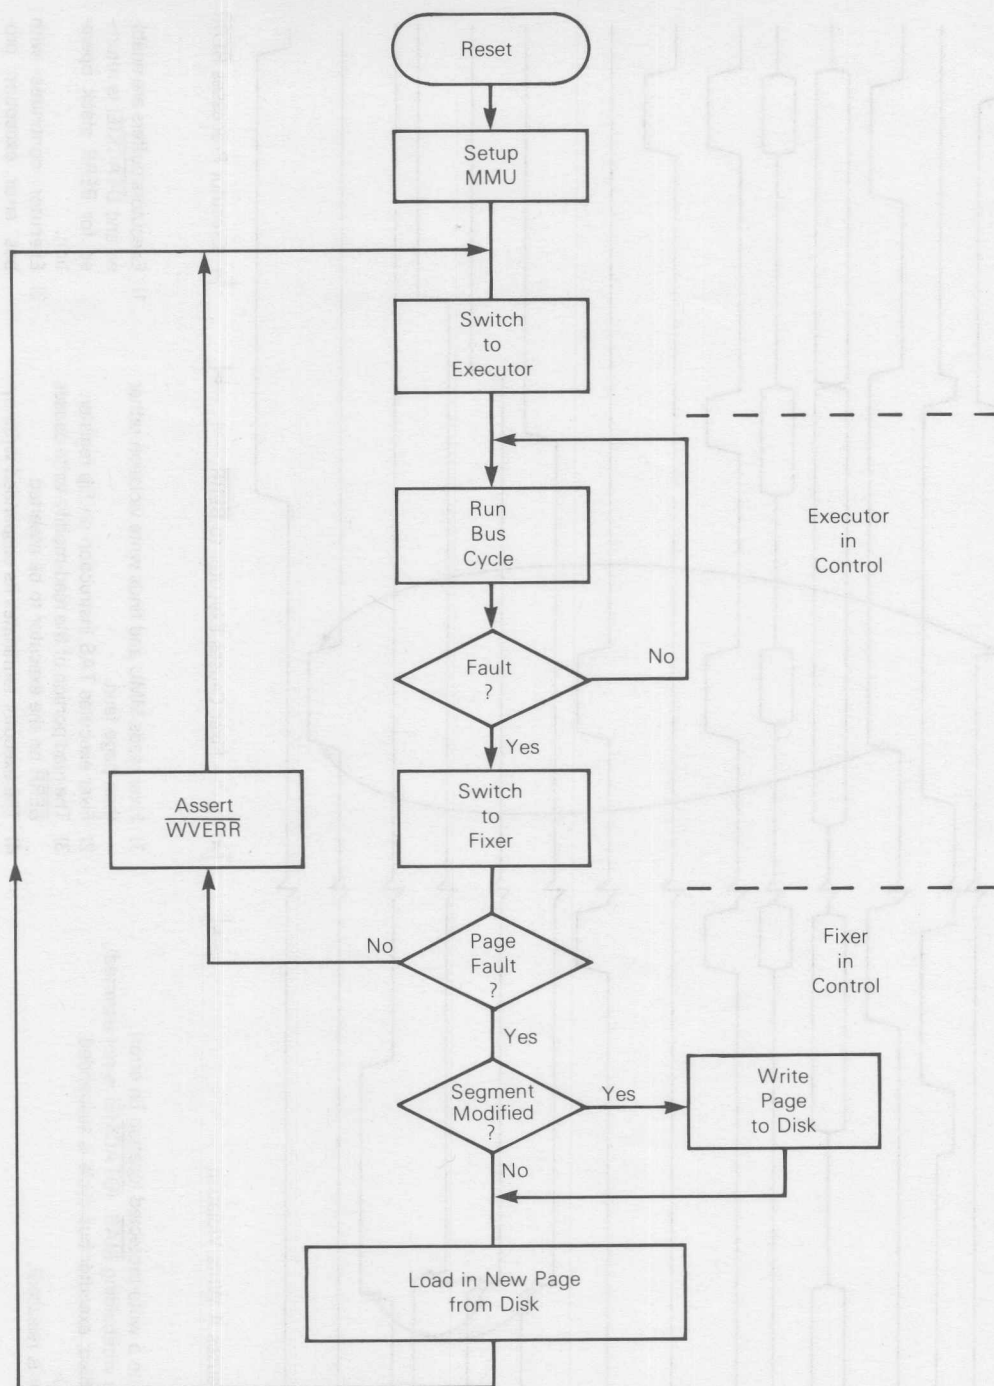 Reset
Setup
MMU
Switch
to
Executor
Run
Bus
Cycle
Executor
in
Control
Fault
?
No
Yes
Switch
to
Fixer
Assert
WVERR
No
Page
Fault
?
Fixer
in
Control
Yes
Segment
Modified
?
Yes
Write
Page
to Disk
No
Load in New Page
from Disk